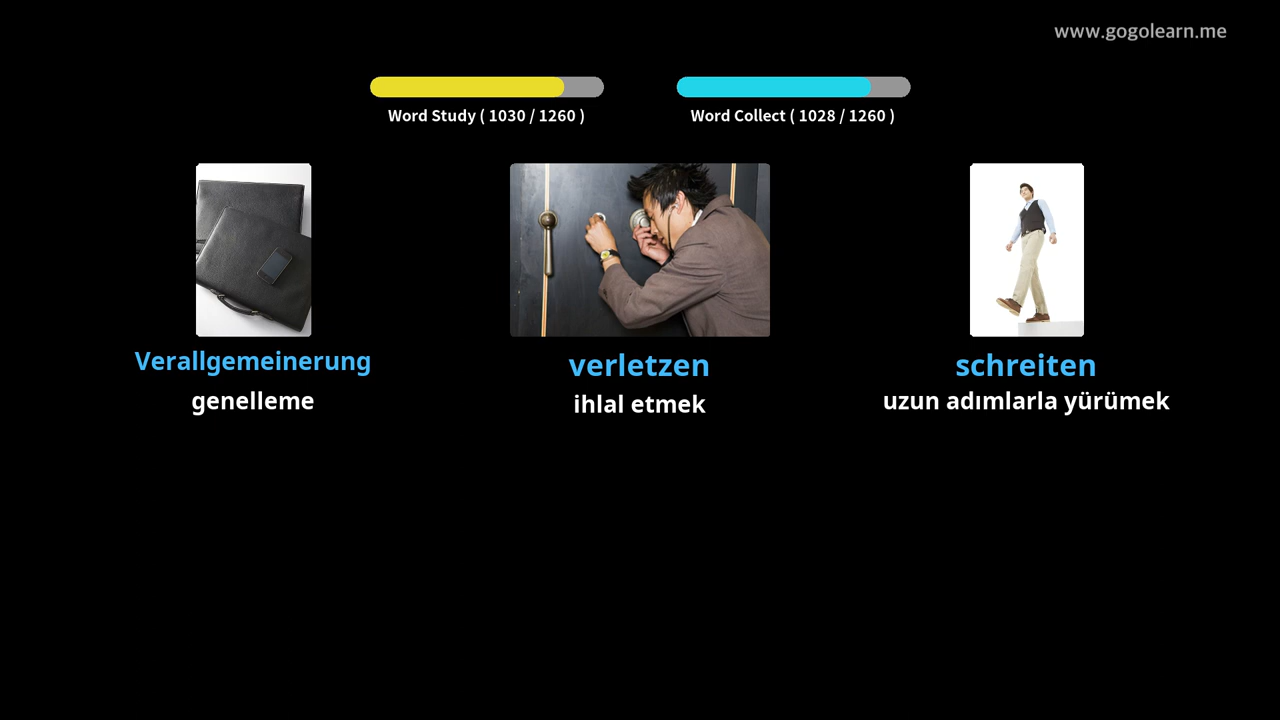 www.gogolearn.me
Word Study ( 1030 / 1260 )
Word Collect ( 1028 / 1260 )
Verallgemeinerung
genelleme
verletzen
ihlal etmek
schreiten
uzun adımlarla yürümek